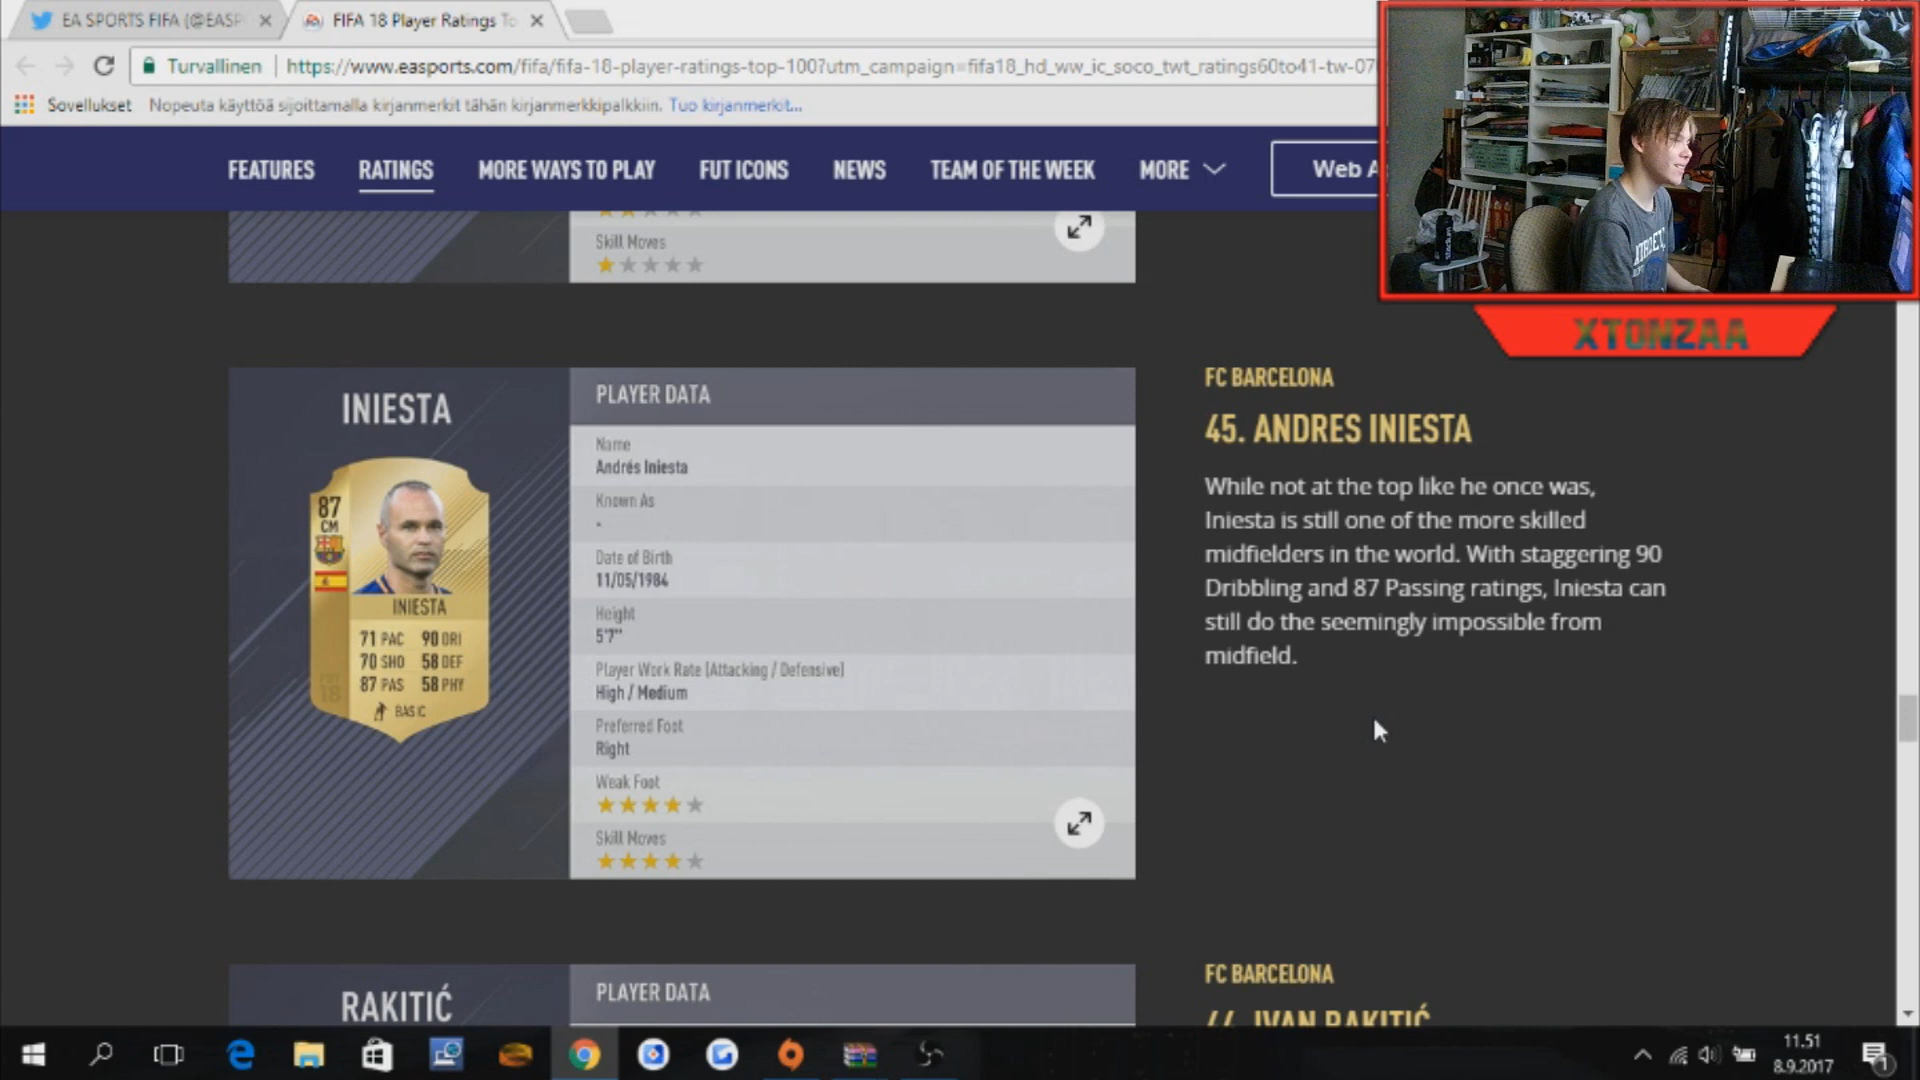 EA SPORTS FIFA (@EASP
FIFA 18 Player Ratings To
Turvallinen
https://www.easports.com/fifa/fifa-18-player-ratings-top-100?utm_campaign=fifa18_hd_ww_ic_soco_twt_ratings60to41-tw-07
Sovellukset
Nopeuta käyttöä sijoittamalla kirjanmerkit tähän kirjanmerkkipalkkiin. Tuo kirjanmerkit...
FEATURES
RATINGS
MORE WAYS TO PLAY
FUT ICONS
NEWS
TEAM OF THE WEEK
MORE
Web A
XTONZAA
Skill Moves
INIESTA
87
CM
INIESTA
71 PAC 90 DRI
70 SHO 58 DEF
87 PAS 58 PHY
BASIC
PLAYER DATA
Name
Andrés Iniesta
Known As
-
Date of Birth
11/05/1984
Height
5'7"
Player Work Rate (Attacking / Defensive)
High / Medium
Preferred Foot
Right
Weak Foot
Skill Moves
FC BARCELONA
45. ANDRES INIESTA
While not at the top like he once was,
Iniesta is still one of the more skilled
midfielders in the world. With staggering 90
Dribbling and 87 Passing ratings, Iniesta can
still do the seemingly impossible from
midfield.
RAKITIĆ
PLAYER DATA
FC BARCELONA
44. IVAN RAKITIĆ
11.51
8.9.2017
1